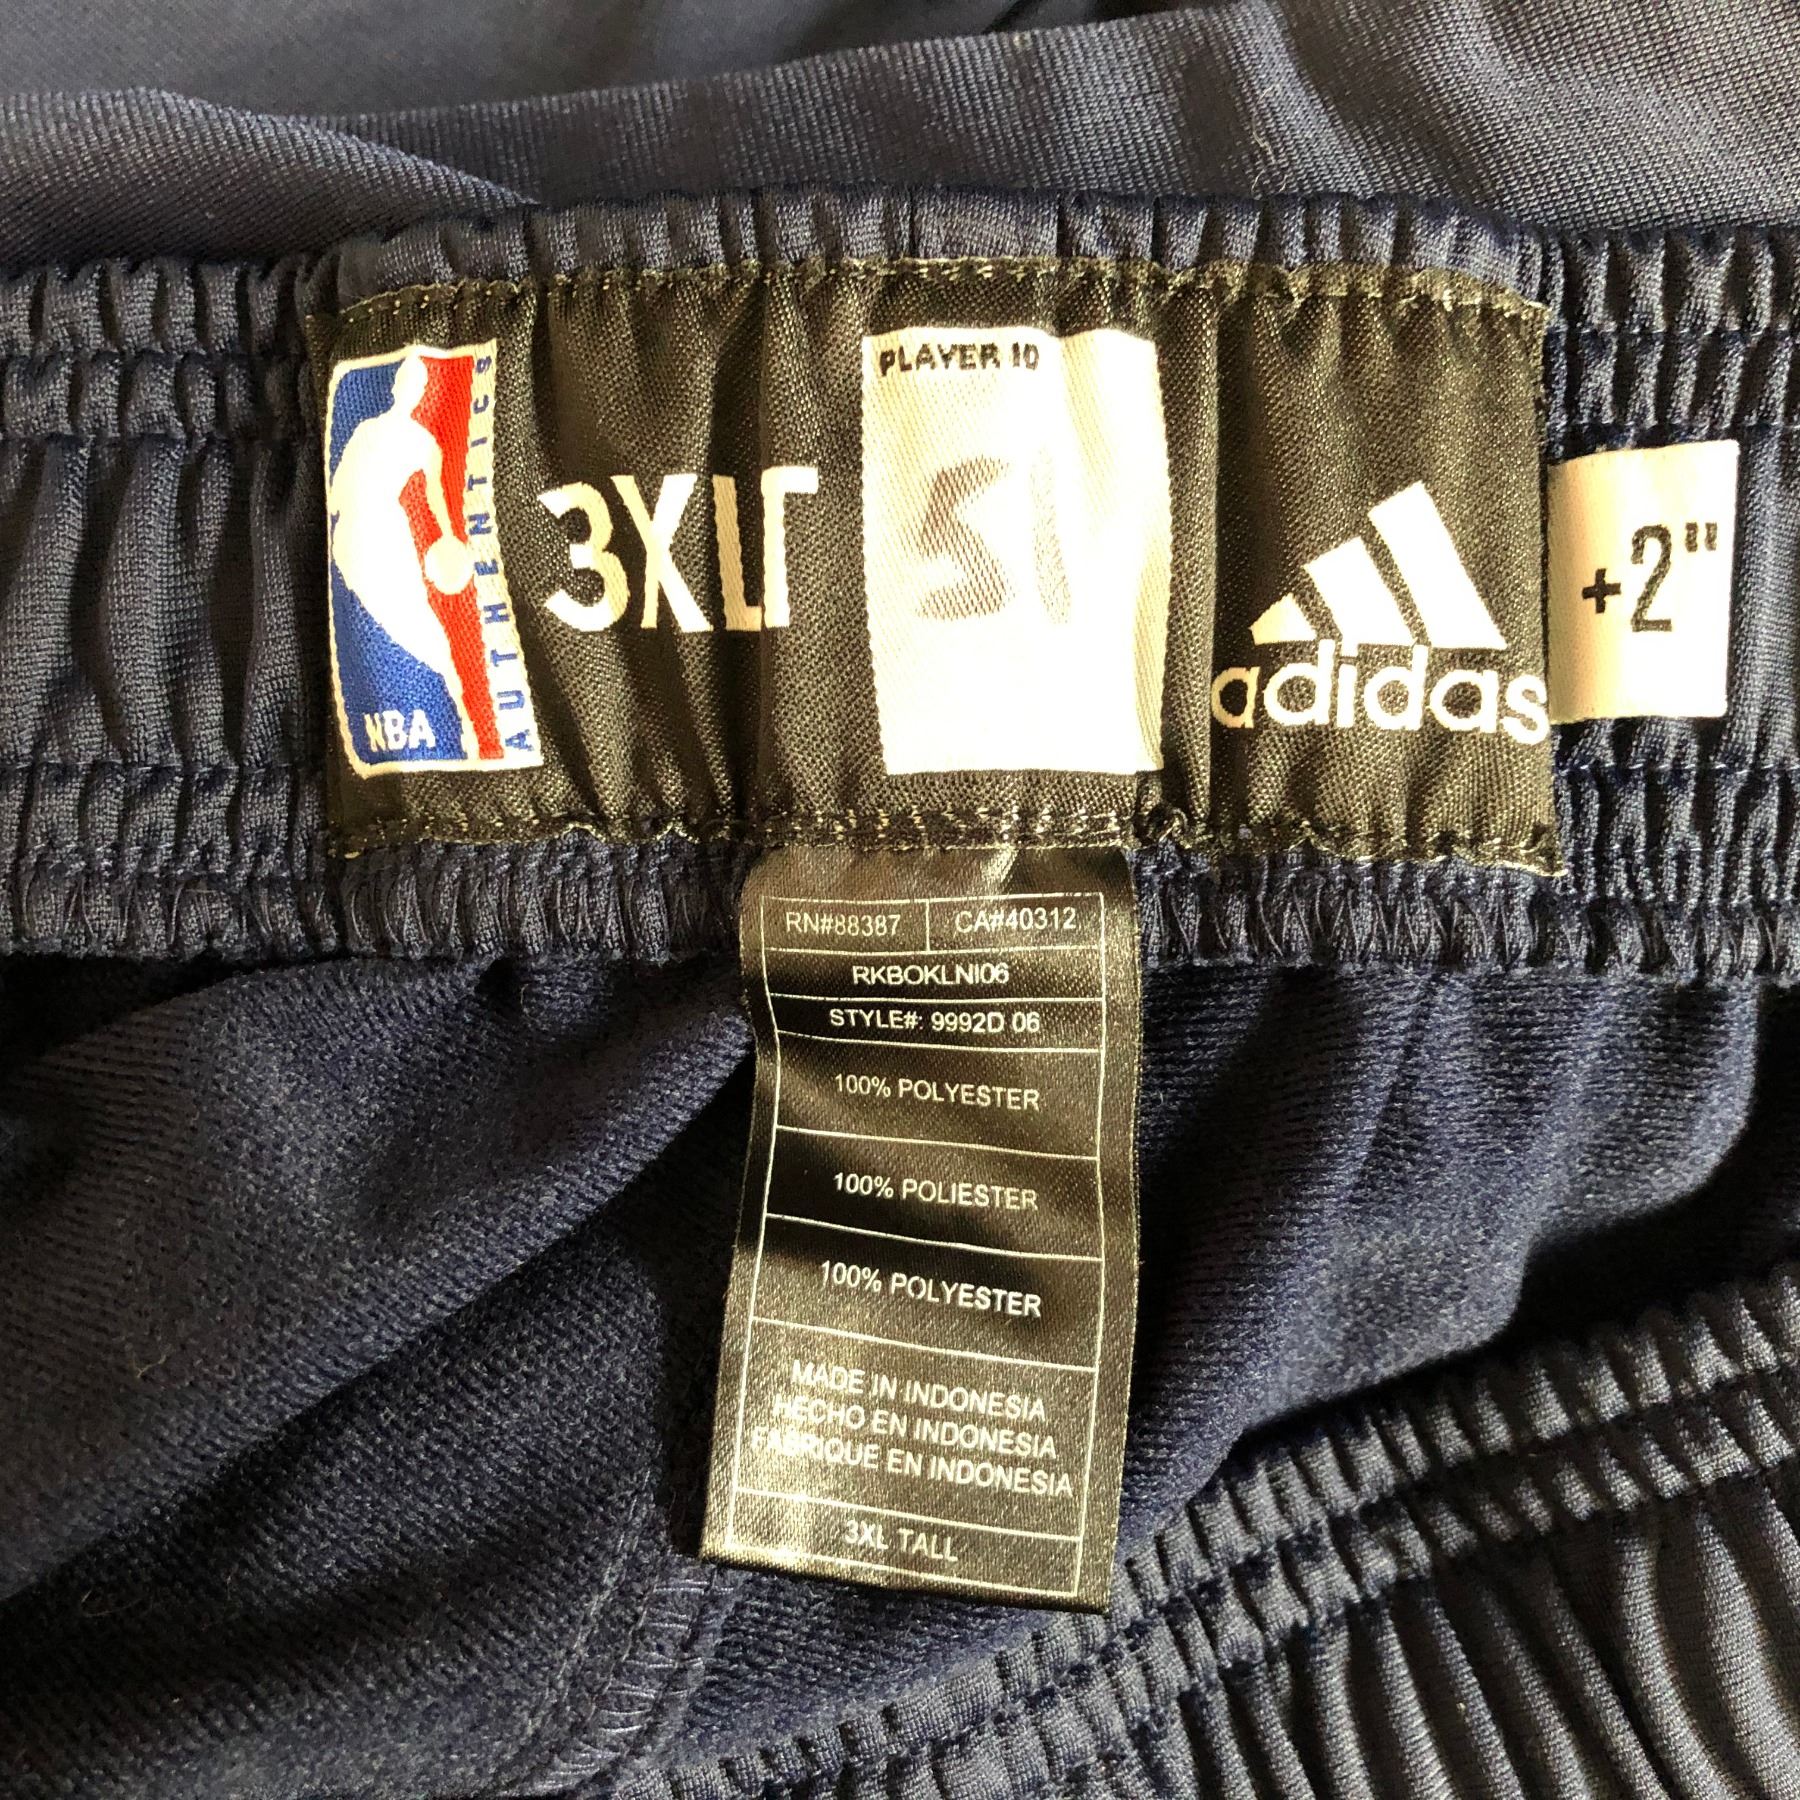 NBA
AUTHENTICS
3XLT
PLAYER ID
51
adidas
+2"
RN#88387 CA#40312
RKBOKLNI06
STYLE#: 9992D 06
100% POLYESTER
100% POLIESTER
100% POLYESTER
MADE IN INDONESIA
HECHO EN INDONESIA
FABRIQUE EN INDONESIA
3XL TALL